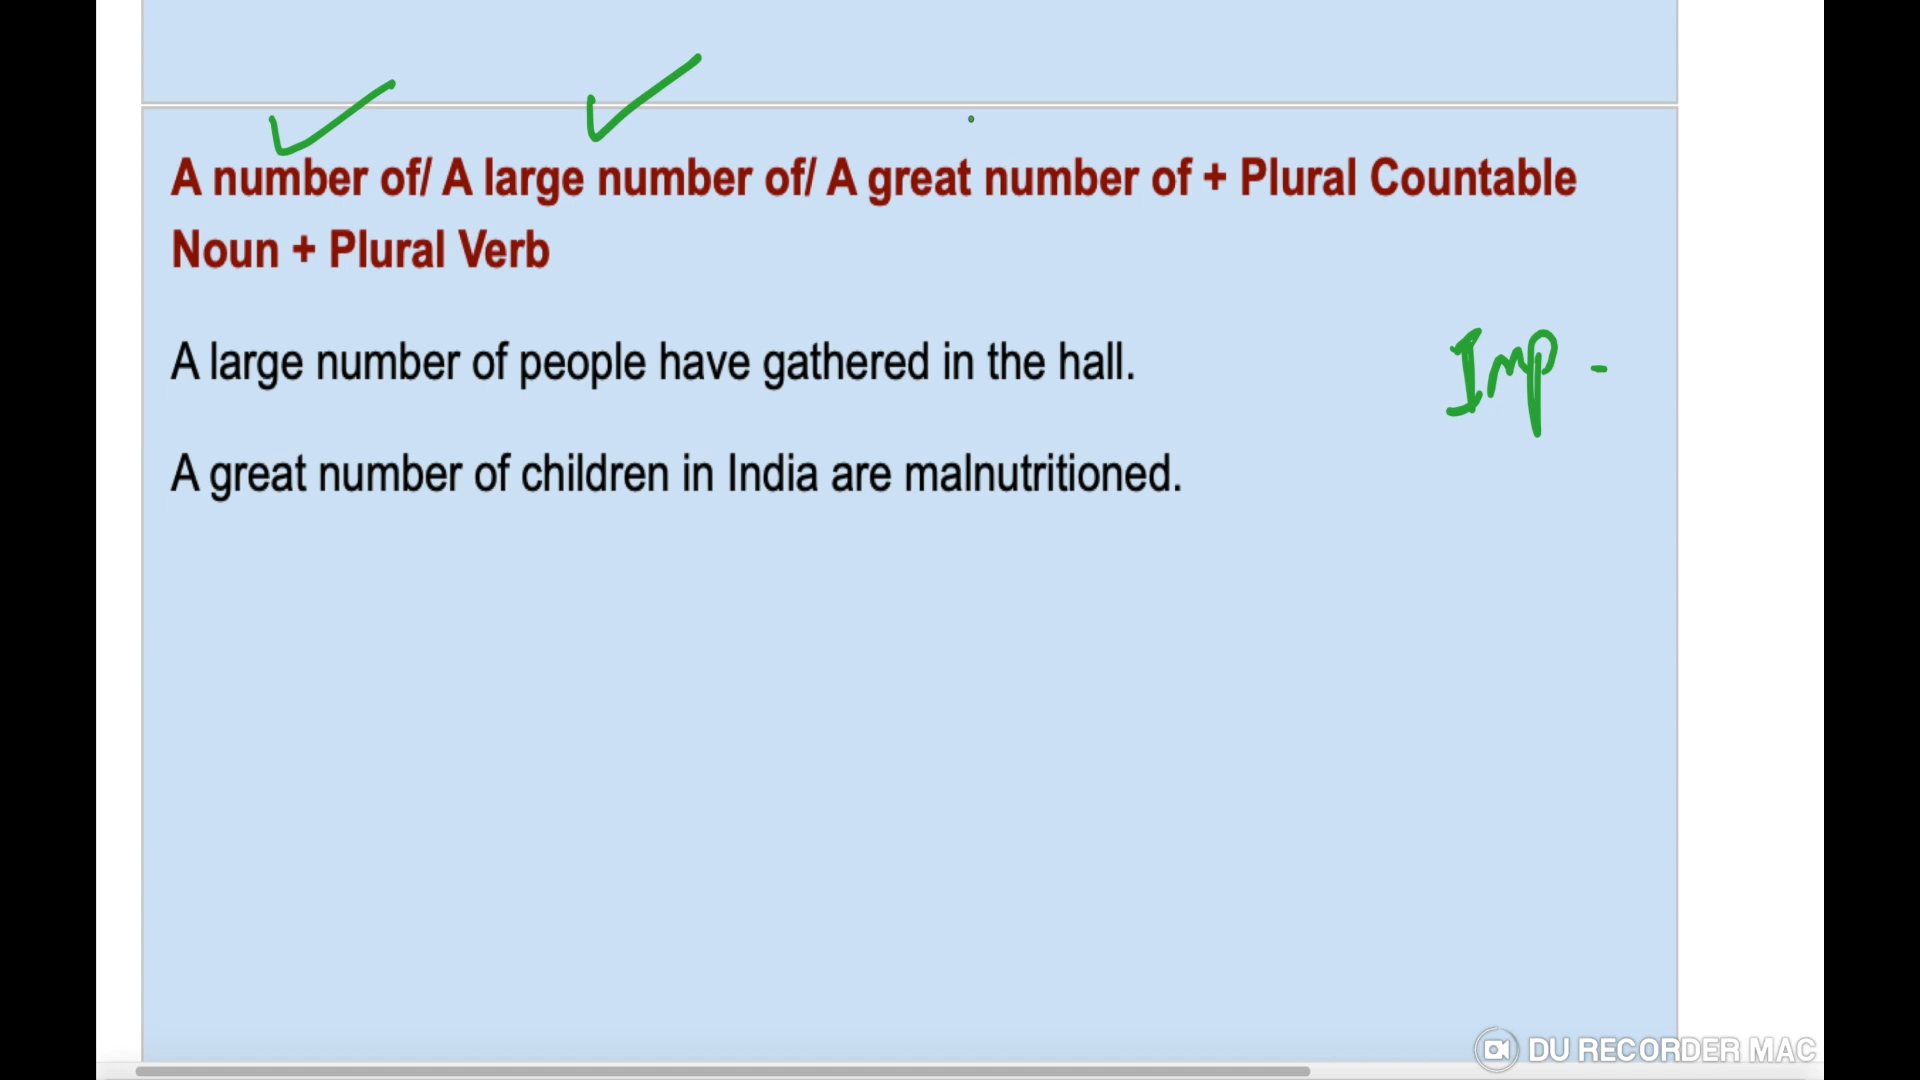 A number of/ A large number of/ A great number of + Plural Countable
Noun + Plural Verb
A large number of people have gathered in the hall.
Imp -
A great number of children in India are malnutritioned.
DU RECORDER MAC